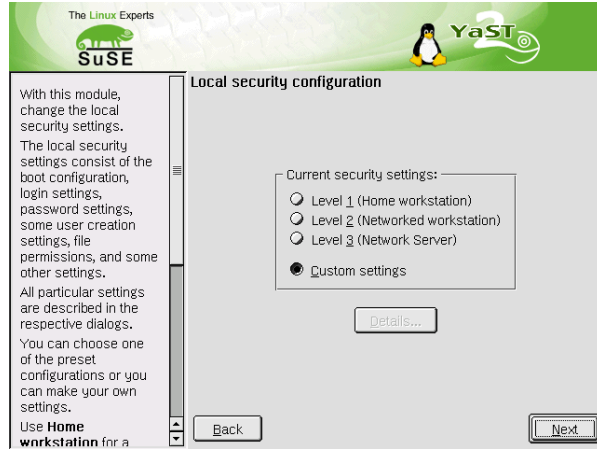 The Linux Experts
SuSE
YaST
2
With this module,
change the local
security settings.
The local security
settings consist of the
boot configuration,
login settings,
password settings,
some user creation
settings, file
permissions, and some
other settings.
All particular settings
are described in the
respective dialogs.
You can choose one
of the preset
configurations or you
can make your own
settings.
Use Home
workstation for a
Local security configuration
Current security settings:
Level 1 (Home workstation)
Level 2 (Networked workstation)
Level 3 (Network Server)
Custom settings
Details...
Back
Next